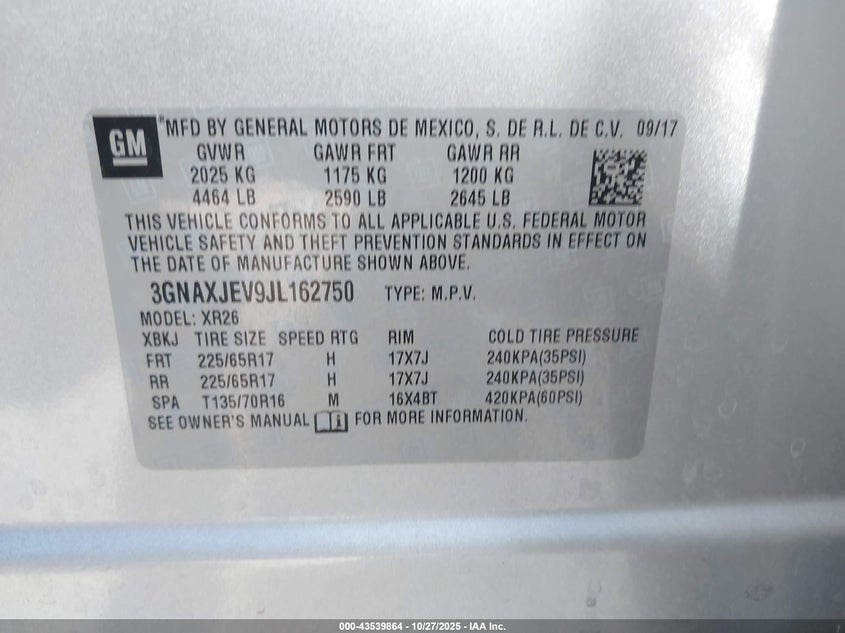 GM
MFD BY GENERAL MOTORS DE MEXICO, S. DE R.L. DE C.V. 09/17
GVWR GAWR FRT GAWR RR
2025 KG 1175 KG 1200 KG
4464 LB 2590 LB 2645 LB
THIS VEHICLE CONFORMS TO ALL APPLICABLE U.S. FEDERAL MOTOR
VEHICLE SAFETY AND THEFT PREVENTION STANDARDS IN EFFECT ON
THE DATE OF MANUFACTURE SHOWN ABOVE.
3GNAXJEV9JL162750 TYPE: M.P.V.
MODEL: XR26
XBKJ TIRE SIZE SPEED RTG RIM COLD TIRE PRESSURE
FRT 225/65R17 H 17X7J 240KPA(35PSI)
RR 225/65R17 H 17X7J 240KPA(35PSI)
SPA T135/70R16 M 16X4BT 420KPA(60PSI)
SEE OWNER'S MANUAL i FOR MORE INFORMATION.
000-43539864 - 10/27/2025 - IAA Inc.